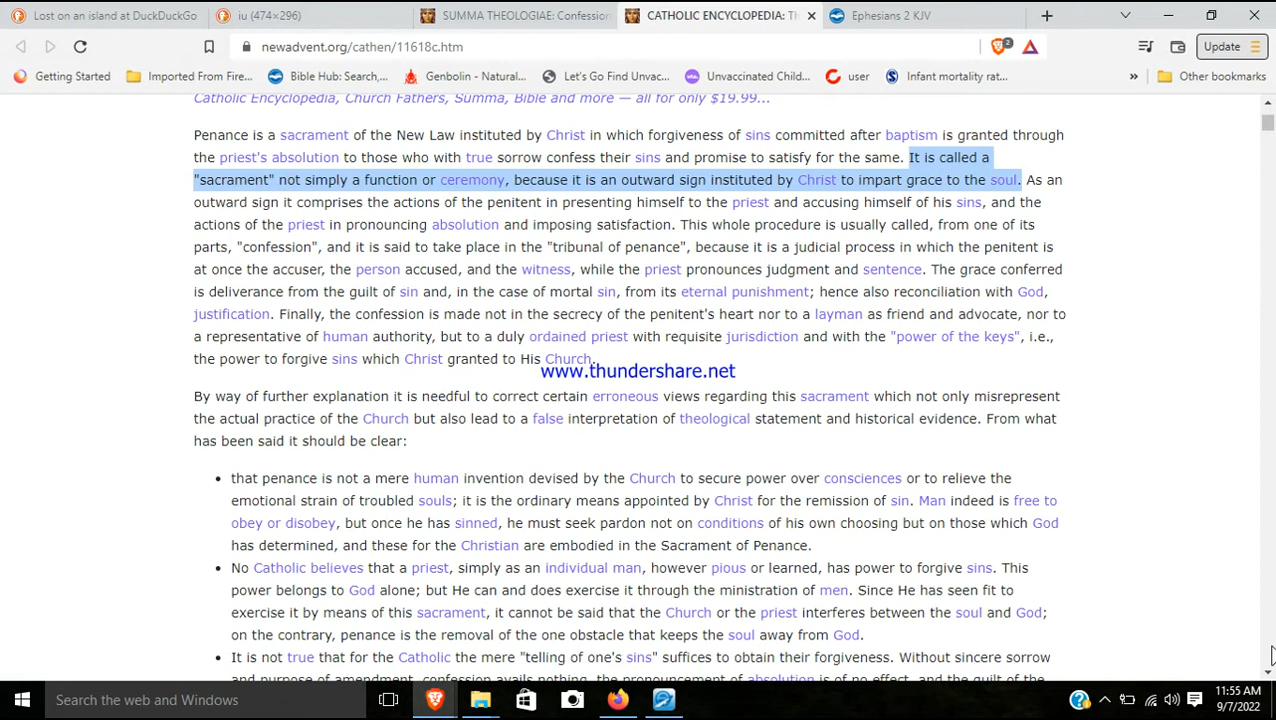 Lost on an island at DuckDuckGo
iu (474×296)
SUMMA THEOLOGIAE: Confession
CATHOLIC ENCYCLOPEDIA: Th
Ephesians 2 KJV
newadvent.org/cathen/11618c.htm
2
Update
Getting Started
Imported From Fire...
Bible Hub: Search,...
Genbolin - Natural...
Let's Go Find Unvac...
Unvaccinated Chil...
user
Infant mortality rat...
Other bookmarks
Catholic Encyclopedia, Church Fathers, Summa, Bible and more — all for only $19.99...
Penance is a sacrament of the New Law instituted by Christ in which forgiveness of sins committed after baptism is granted through
the priest's absolution to those who with true sorrow confess their sins and promise to satisfy for the same. It is called a
"sacrament" not simply a function or ceremony, because it is an outward sign instituted by Christ to impart grace to the soul. As an
outward sign it comprises the actions of the penitent in presenting himself to the priest and accusing himself of his sins, and the
actions of the priest in pronouncing absolution and imposing satisfaction. This whole procedure is usually called, from one of its
parts, "confession", and it is said to take place in the "tribunal of penance", because it is a judicial process in which the penitent is
at once the accuser, the person accused, and the witness, while the priest pronounces judgment and sentence. The grace conferred
is deliverance from the guilt of sin and, in the case of mortal sin, from its eternal punishment; hence also reconciliation with God,
justification. Finally, the confession is made not in the secrecy of the penitent's heart nor to a layman as friend and advocate, nor to
a representative of human authority, but to a duly ordained priest with requisite jurisdiction and with the "power of the keys", i.e.,
the power to forgive sins which Christ granted to His Church.
www.thundershare.net
By way of further explanation it is needful to correct certain erroneous views regarding this sacrament which not only misrepresent
the actual practice of the Church but also lead to a false interpretation of theological statement and historical evidence. From what
has been said it should be clear:
• that penance is not a mere human invention devised by the Church to secure power over consciences or to relieve the
emotional strain of troubled souls; it is the ordinary means appointed by Christ for the remission of sin. Man indeed is free to
obey or disobey, but once he has sinned, he must seek pardon not on conditions of his own choosing but on those which God
has determined, and these for the Christian are embodied in the Sacrament of Penance.
• No Catholic believes that a priest, simply as an individual man, however pious or learned, has power to forgive sins. This
power belongs to God alone; but He can and does exercise it through the ministration of men. Since He has seen fit to
exercise it by means of this sacrament, it cannot be said that the Church or the priest interferes between the soul and God;
on the contrary, penance is the removal of the one obstacle that keeps the soul away from God.
• It is not true that for the Catholic the mere "telling of one's sins" suffices to obtain their forgiveness. Without sincere sorrow
and purpose of amendment, confession avails nothing, the pronouncement of absolution is of no effect, and the guilt of the
Search the web and Windows
11:55 AM
9/7/2022